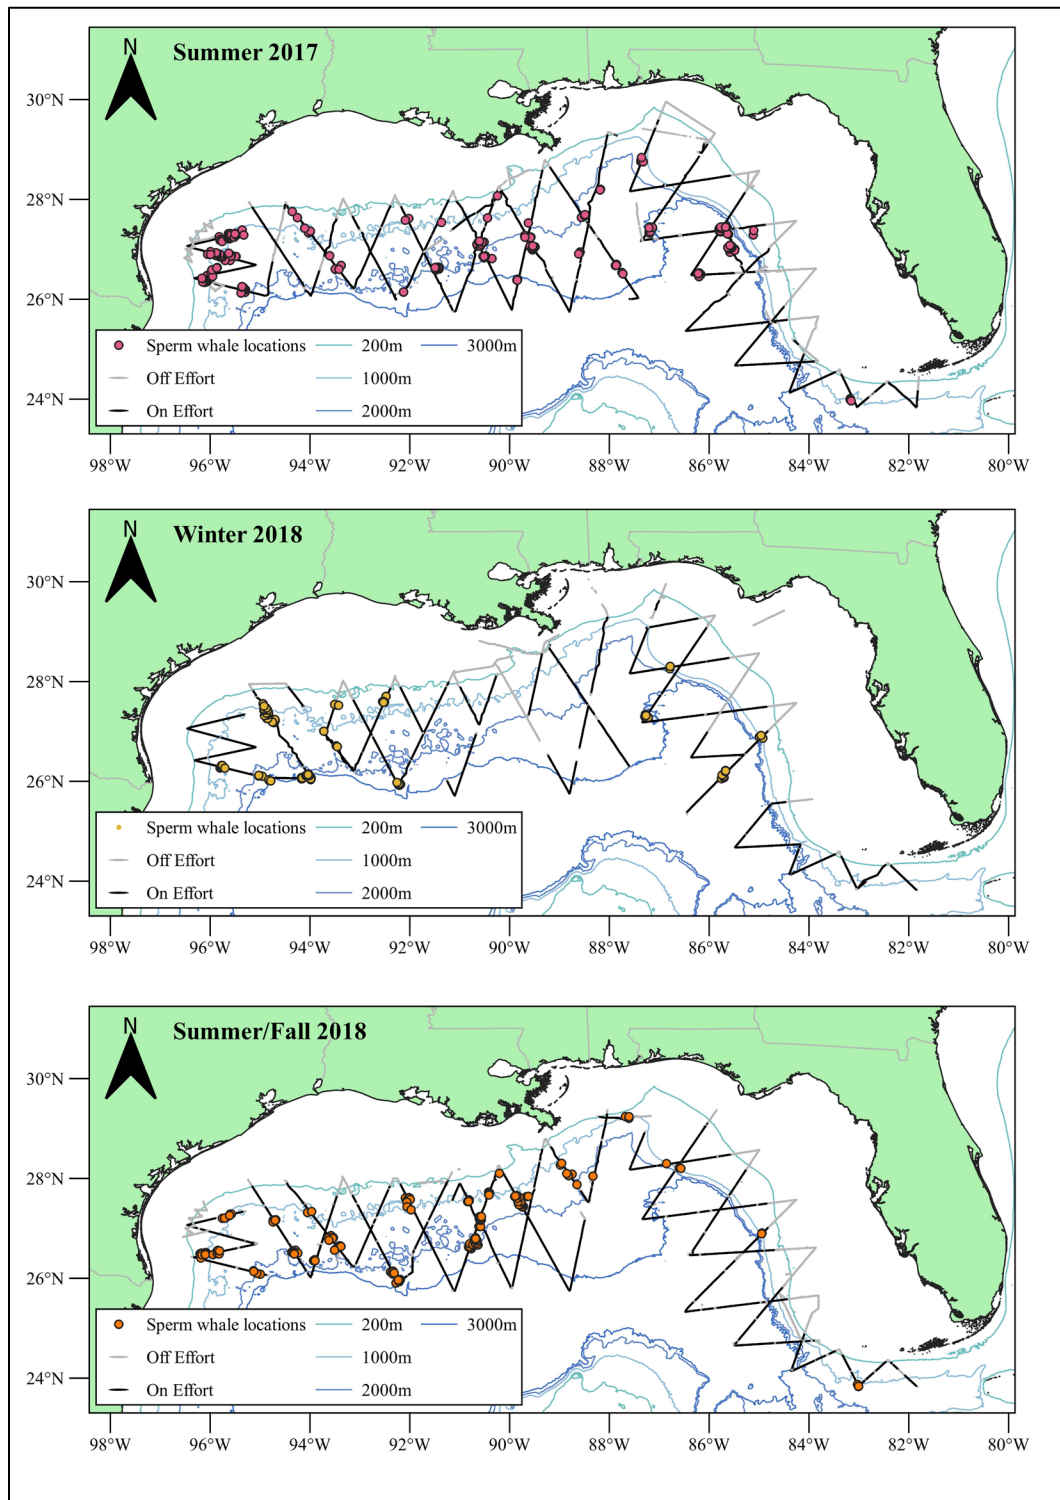 N
Summer 2017
30°N
28°N
26°N
24°N
Sperm whale locations 200m 3000m
Off Effort 1000m
On Effort 2000m
98°W 96°W 94°W 92°W 90°W 88°W 86°W 84°W 82°W 80°W
N
Winter 2018
30°N
28°N
26°N
24°N
Sperm whale locations 200m 3000m
Off Effort 1000m
On Effort 2000m
98°W 96°W 94°W 92°W 90°W 88°W 86°W 84°W 82°W 80°W
N
Summer/Fall 2018
30°N
28°N
26°N
24°N
Sperm whale locations 200m 3000m
Off Effort 1000m
On Effort 2000m
98°W 96°W 94°W 92°W 90°W 88°W 86°W 84°W 82°W 80°W